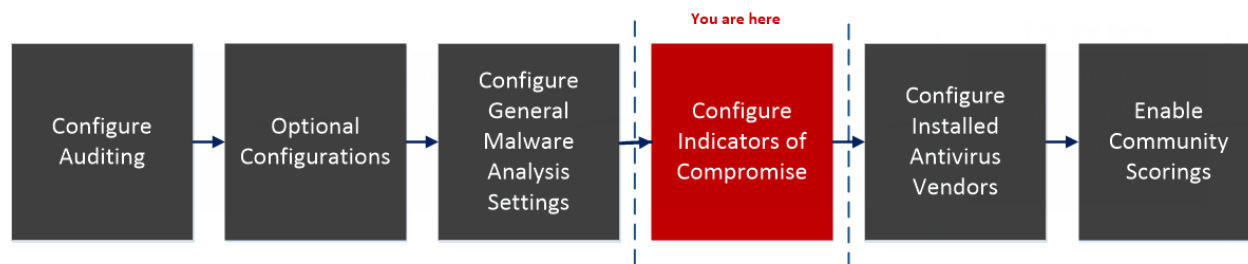 You are here
Configure
Auditing
Optional
Configurations
Configure
General
Malware
Analysis
Settings
Configure
Indicators of
Compromise
Configure
Installed
Antivirus
Vendors
Enable
Community
Scorings